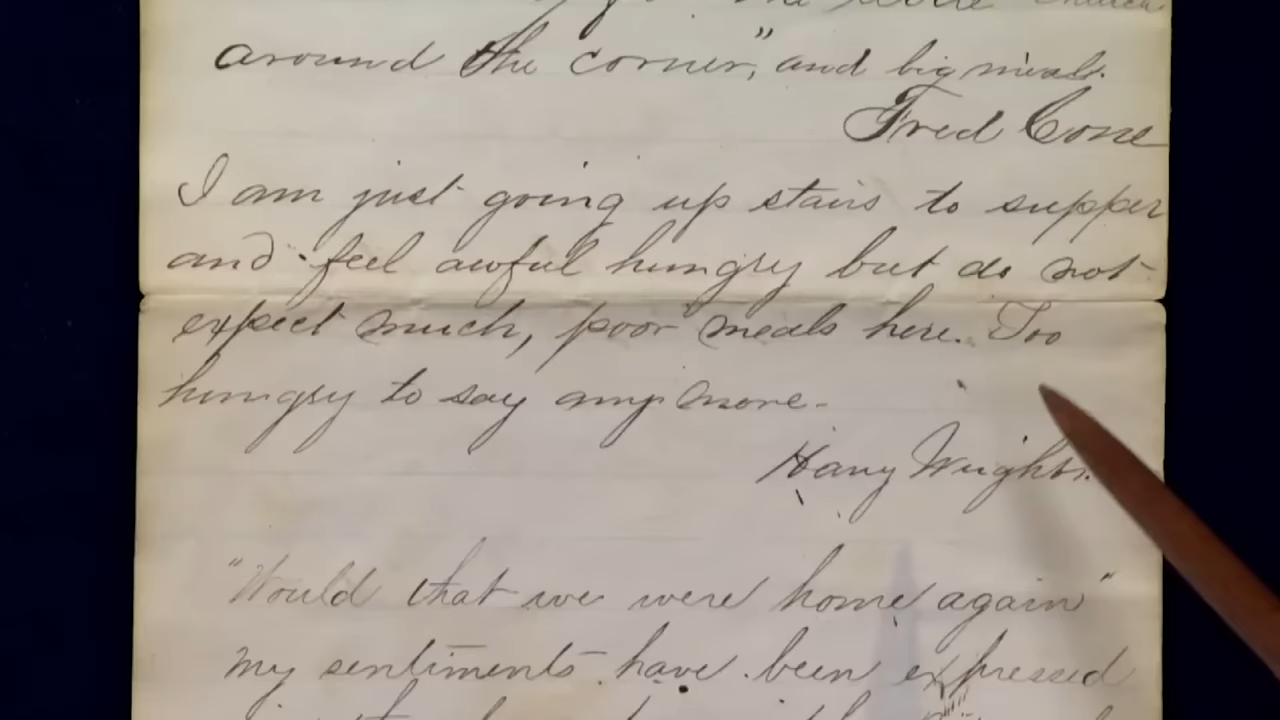 around the corner," and big meals.
Fred Cone
I am just going up stairs to supper
and feel awful hungry but do not
expect much, poor meals here. Too
hungry to say any more.
Harry Wright.
"Would that we were home again"
my sentiments have been expressed